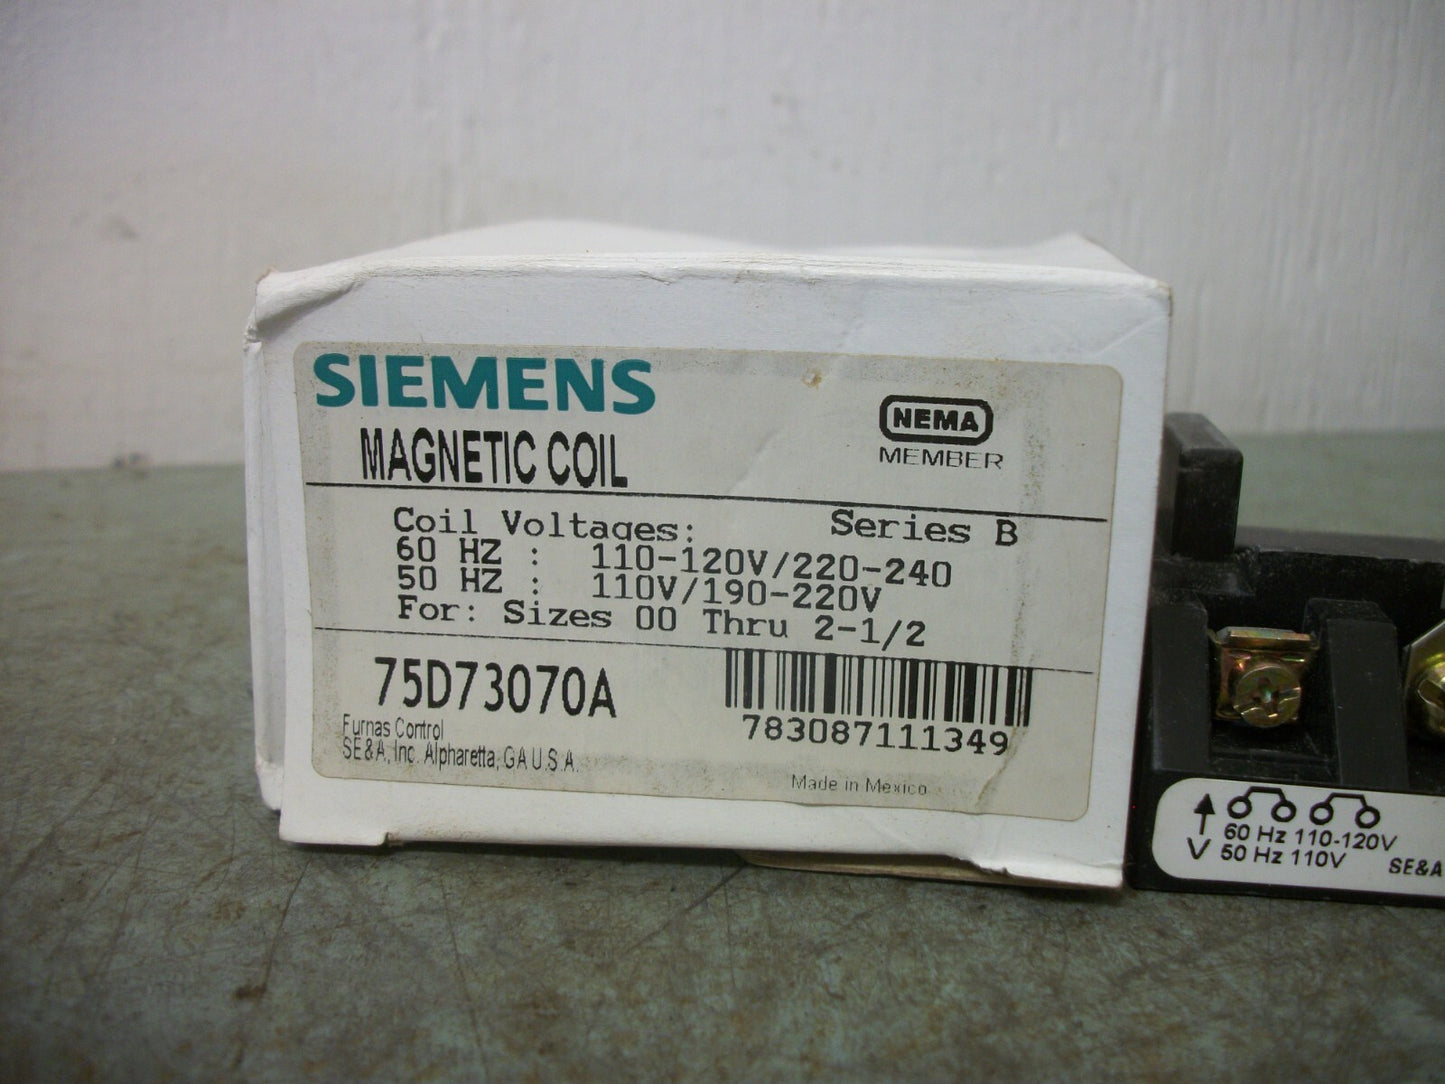 SIEMENS
NEMA
MEMBER
MAGNETIC COIL
Coil Voltages: Series B
60 HZ : 110-120V/220-240
50 HZ : 110V/190-220V
For: Sizes 00 Thru 2-1/2
75D73070A
783087111349
Furnas Control
SE&A, Inc. Alpharetta, GA U.S.A.
Made in Mexico
V
60 Hz 110-120V
50 Hz 110V
SE&A